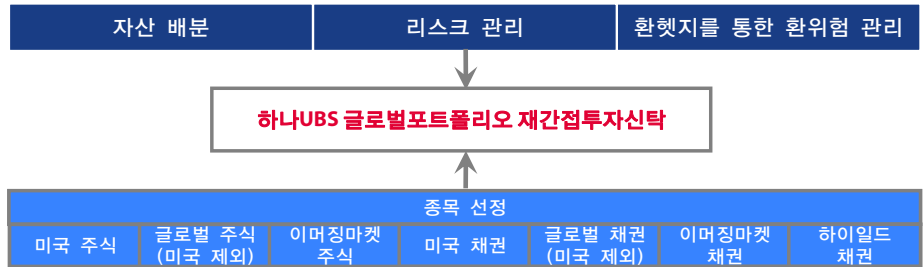 자산 배분
리스크 관리
환헷지를 통한 환위험 관리
하나UBS 글로벌포트폴리오 재간접투자신탁
종목 선정
미국 주식
글로벌 주식
(미국 제외)
이머징마켓
주식
미국 채권
글로벌 채권
(미국 제외)
이머징마켓
채권
하이일드
채권